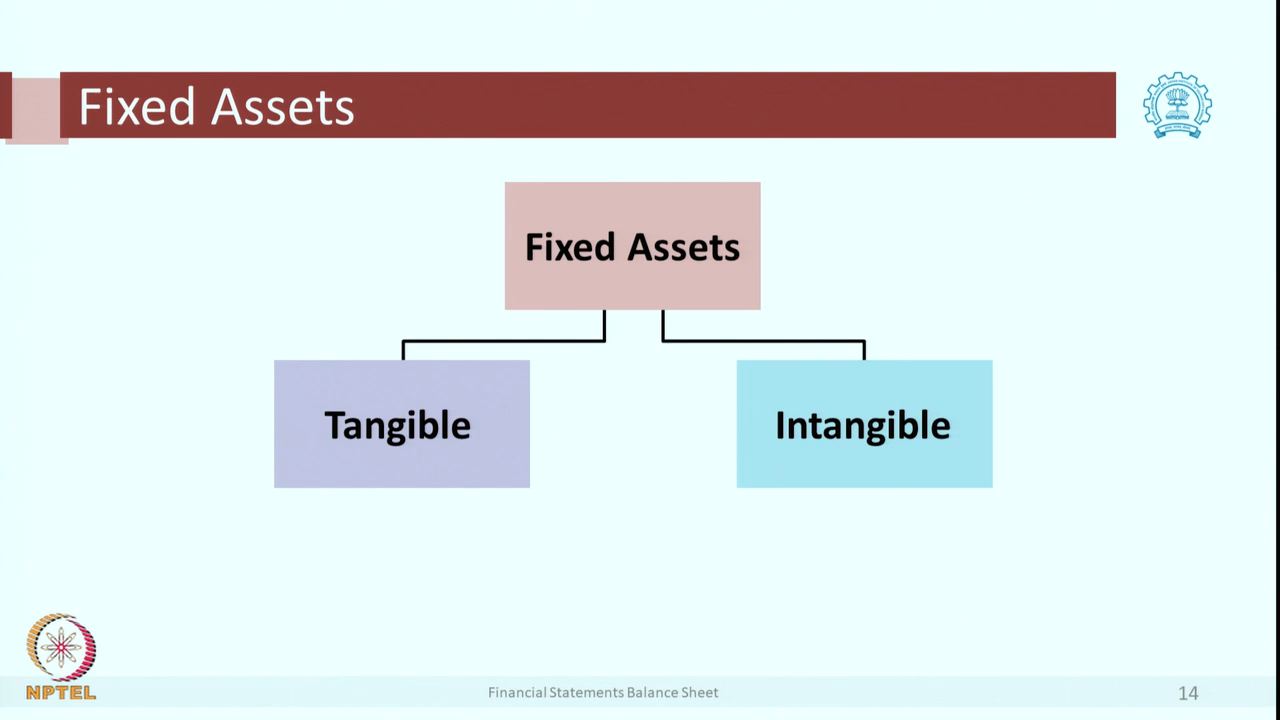 Fixed Assets
Fixed Assets
Tangible
Intangible
NPTEL
Financial Statements Balance Sheet
14